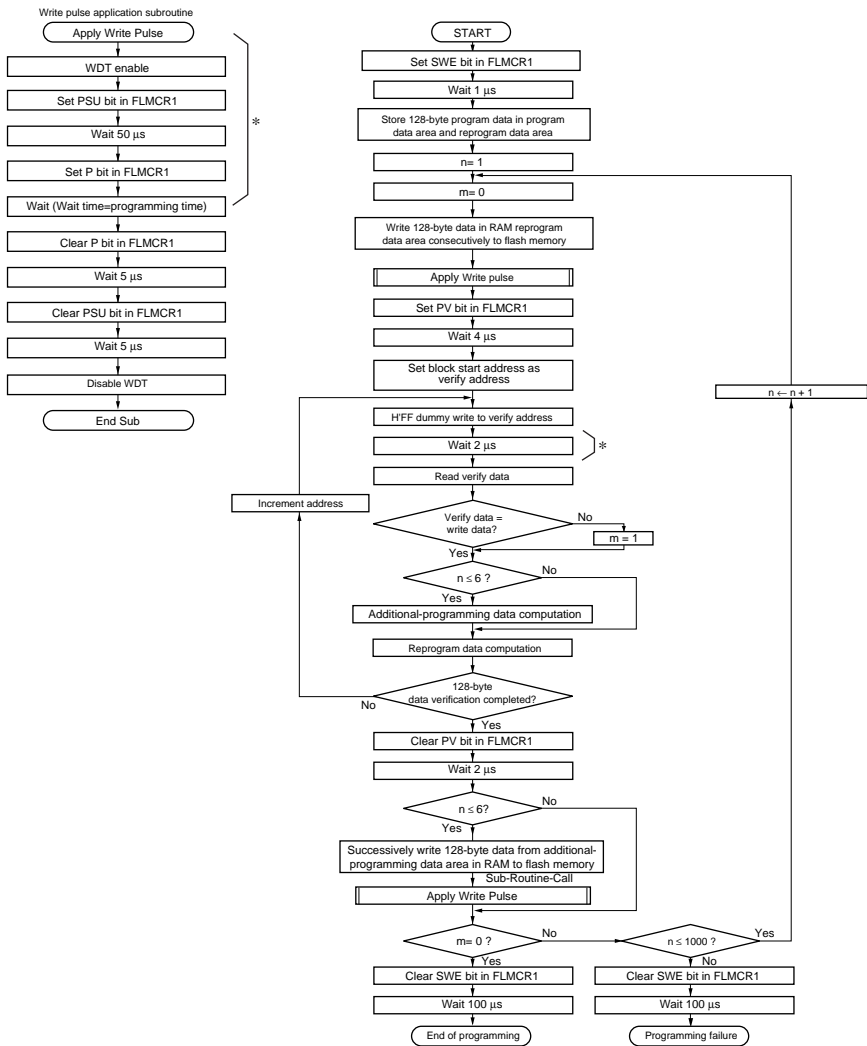 Write pulse application subroutine
Apply Write Pulse
WDT enable
Set PSU bit in FLMCR1
Wait 50 μs
Set P bit in FLMCR1
Wait (Wait time=programming time)
*
Clear P bit in FLMCR1
Wait 5 μs
Clear PSU bit in FLMCR1
Wait 5 μs
Disable WDT
End Sub
START
Set SWE bit in FLMCR1
Wait 1 μs
Store 128-byte program data in program
data area and reprogram data area
n= 1
m= 0
Write 128-byte data in RAM reprogram
data area consecutively to flash memory
Apply Write pulse
Set PV bit in FLMCR1
Wait 4 μs
Set block start address as
verify address
n ← n + 1
H'FF dummy write to verify address
Wait 2 μs
*
Read verify data
Increment address
Verify data =
write data?
No
m = 1
Yes
n ≤ 6 ?
No
Yes
Additional-programming data computation
Reprogram data computation
128-byte
data verification completed?
No
Yes
Clear PV bit in FLMCR1
Wait 2 μs
n ≤ 6?
No
Yes
Successively write 128-byte data from additional-
programming data area in RAM to flash memory
Sub-Routine-Call
Apply Write Pulse
m= 0 ?
No
n ≤ 1000 ?
Yes
Yes
No
Clear SWE bit in FLMCR1
Clear SWE bit in FLMCR1
Wait 100 μs
Wait 100 μs
End of programming
Programming failure